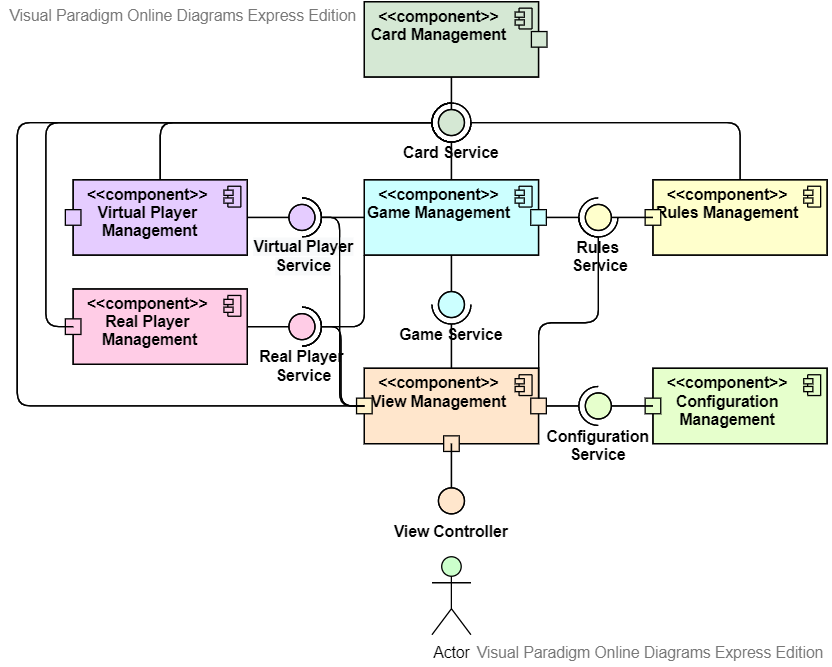 Visual Paradigm Online Diagrams Express Edition
<<component>>
Card Management
Card Service
<<component>>
Virtual Player
Management
Virtual Player
Service
<<component>>
Game Management
Rules
Service
<<component>>
Rules Management
<<component>>
Real Player
Management
Real Player
Service
Game Service
<<component>>
View Management
Configuration
Service
<<component>>
Configuration
Management
View Controller
Actor
Visual Paradigm Online Diagrams Express Edition